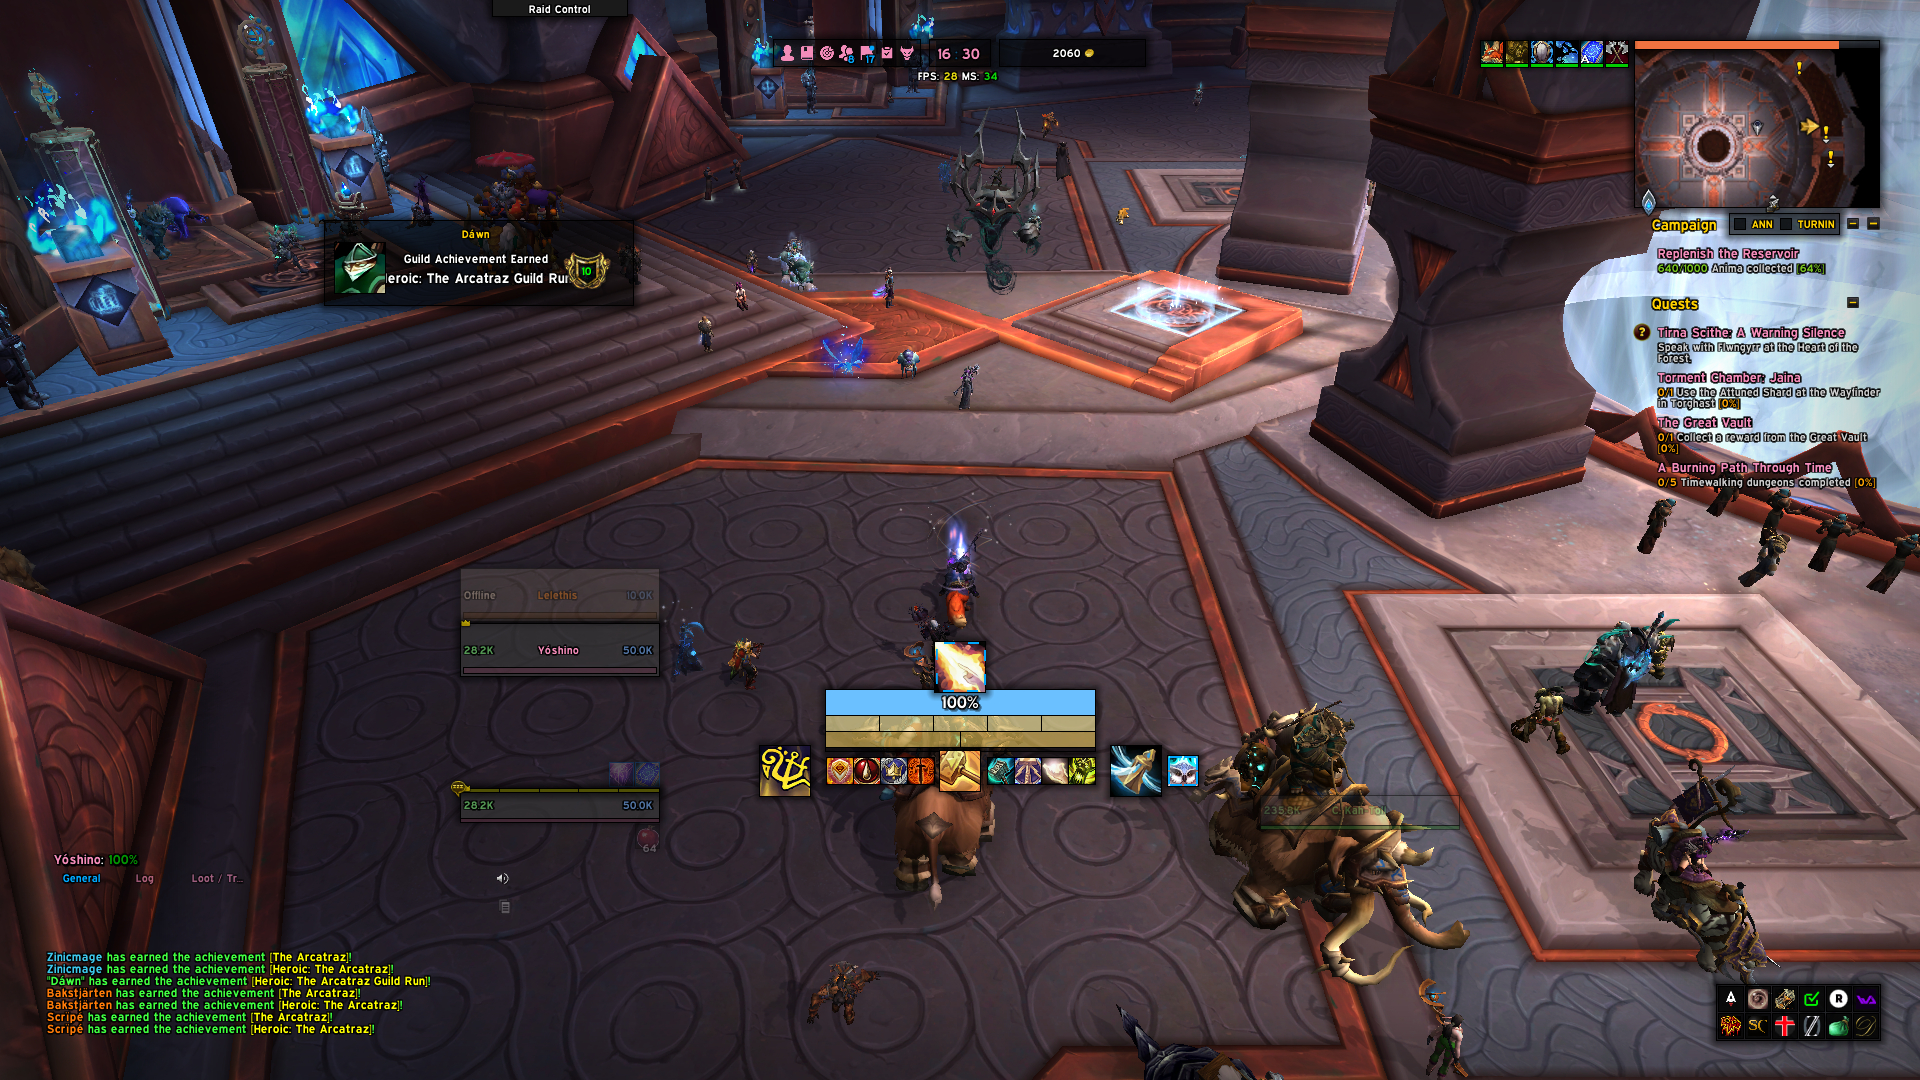 Raid Control
8
17
16 : 30
2060
FPS: 28 MS: 34
A
Dáwn
Guild Achievement Earned
eroic: The Arcatraz Guild Rur
10
Campaign
ANN
TURNIN
Replenish the Reservoir
640/1000 Anima collected [64%]
Quests
Tirna Scithe: A Warning Silence
Speak with Flwngyrr at the Heart of the
Forest.
Torment Chamber: Jaina
0/1 Use the Attuned Shard at the Wayfinder
in Torghast [0%]
The Great Vault
0/1 Collect a reward from the Great Vault
[0%]
A Burning Path Through Time
0/5 Timewalking dungeons completed [0%]
Offline Lelethis 10.0K
28.2K Yóshino 50.0K
100%
28.2K 50.0K
64
Yóshino: 100%
General Log Loot / Tr...
Zinicmage has earned the achievement [The Arcatraz]!
Zinicmage has earned the achievement [Heroic: The Arcatraz]!
"Dáwn" has earned the achievement [Heroic: The Arcatraz Guild Run]!
Bakstjärten has earned the achievement [The Arcatraz]!
Bakstjärten has earned the achievement [Heroic: The Arcatraz]!
Scripé has earned the achievement [The Arcatraz]!
Scripé has earned the achievement [Heroic: The Arcatraz]!
R
SC